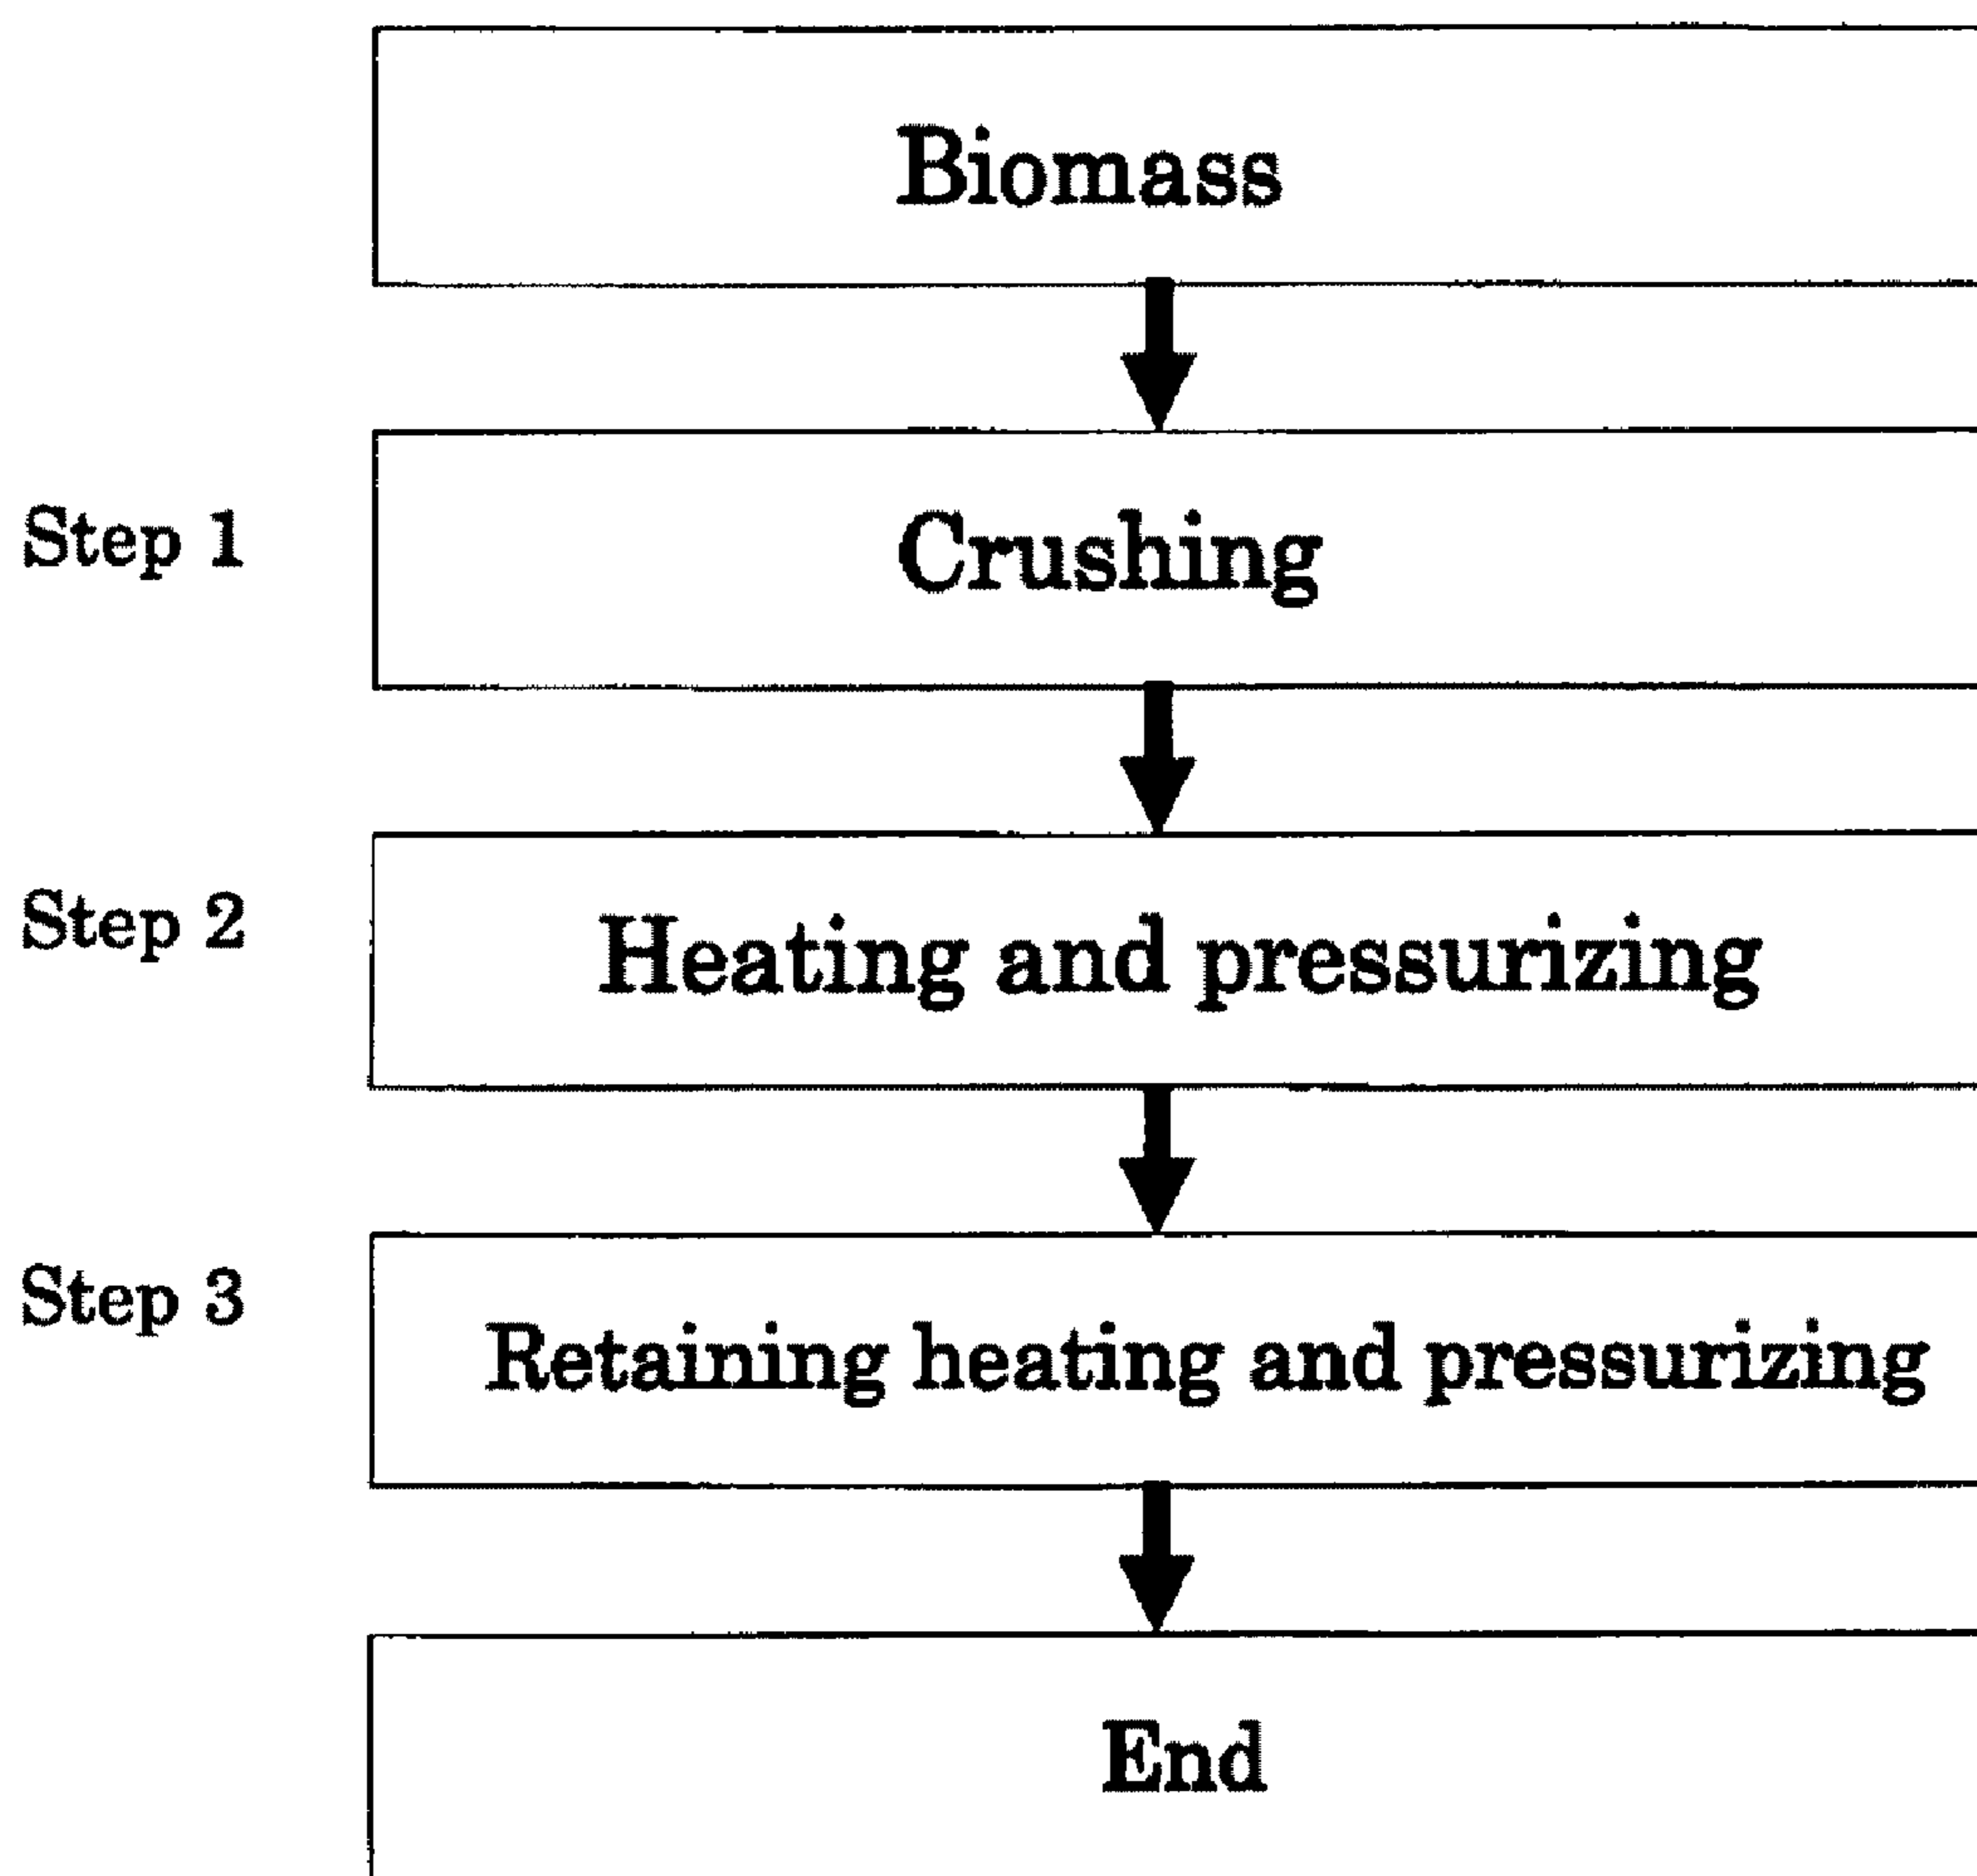 Biomass
Step 1
Crushing
Step 2
Heating and pressurizing
Step 3
Retaining heating and pressurizing
End